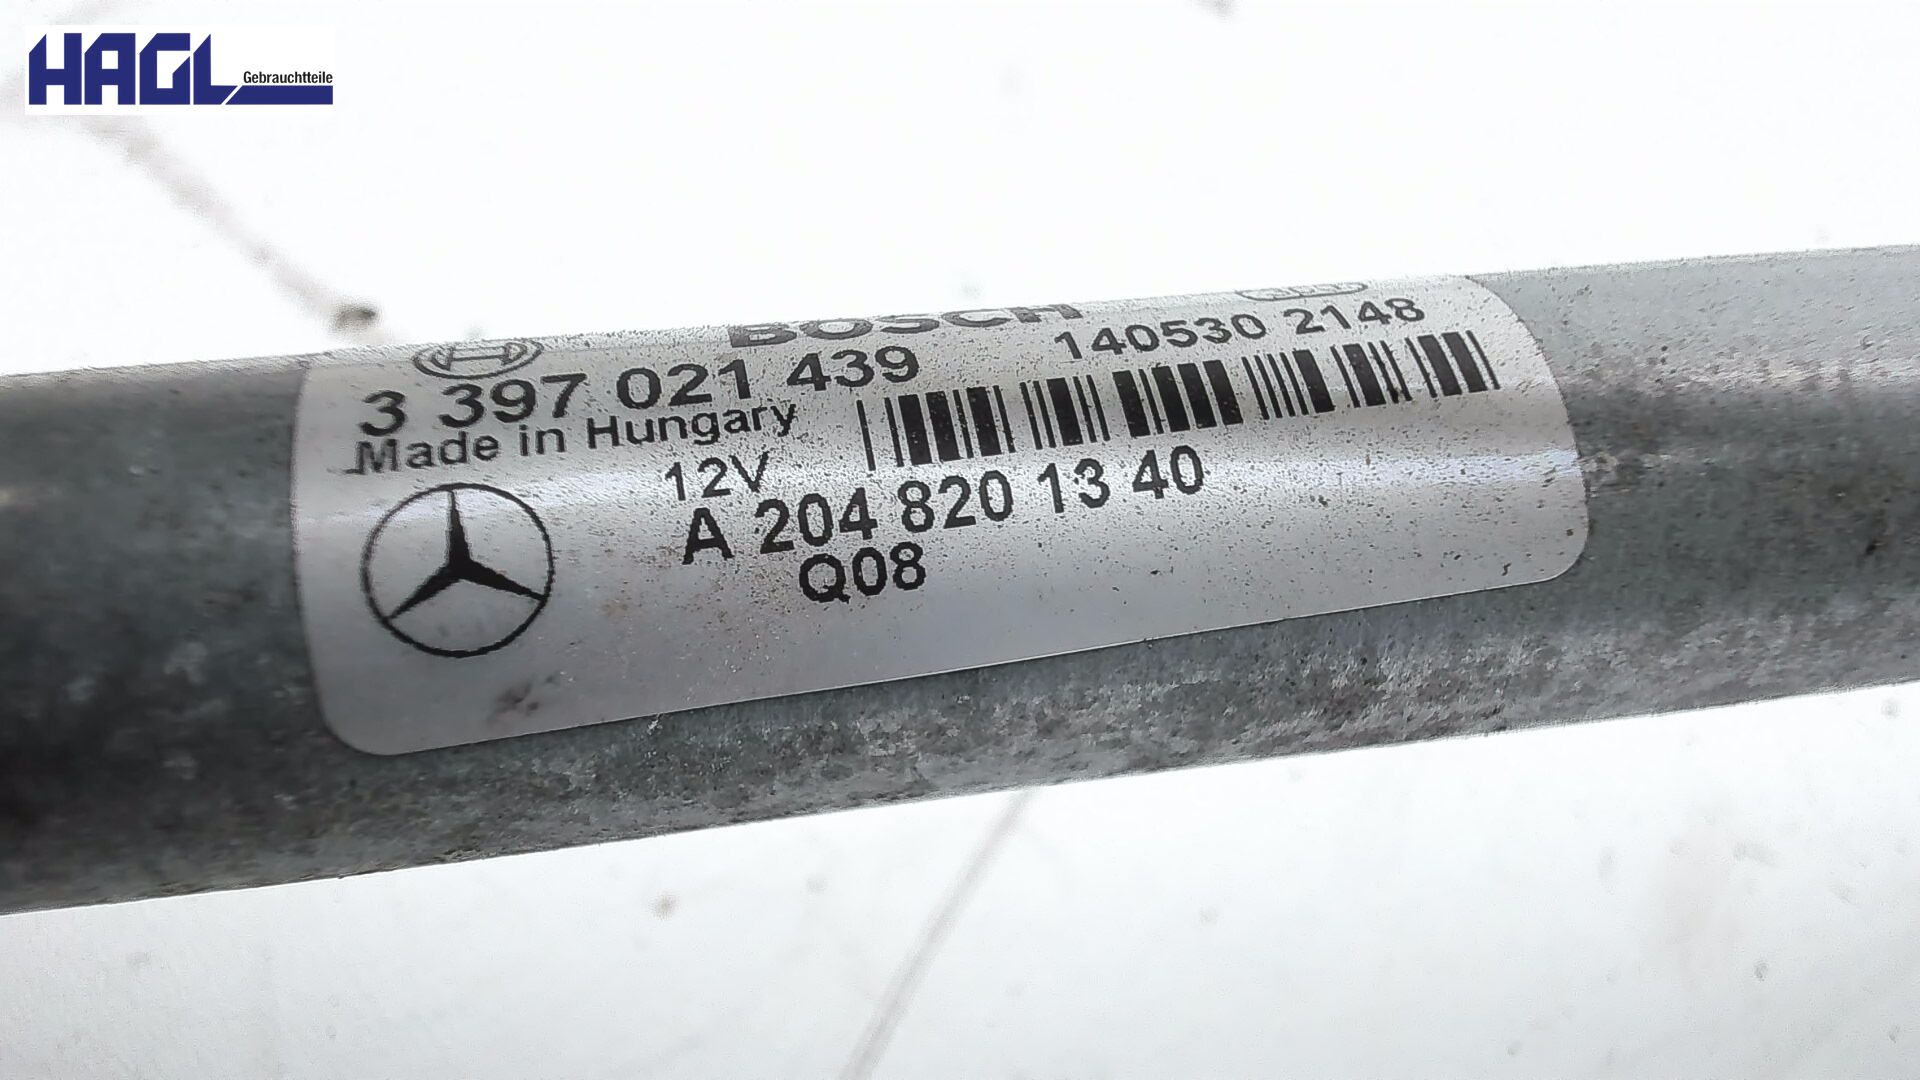 HAGL
Gebrauchtteile
BOSCH
3 397 021 439
140530 2148
Made in Hungary
12V
A 204 820 13 40
Q08